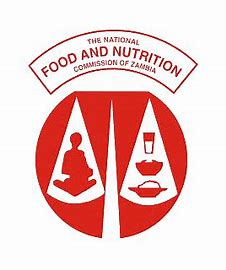 THE NATIONAL
FOOD AND NUTRITION
COMMISSION OF ZAMBIA